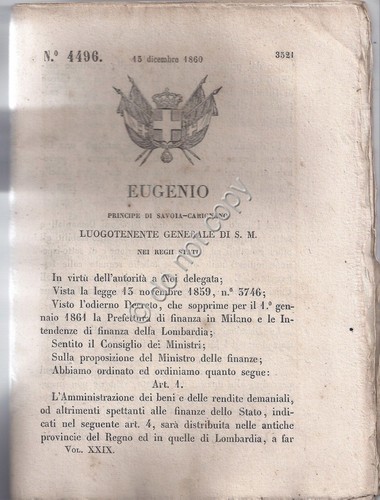 N.° 4496. 15 dicembre 1860 3521
EUGENIO
PRINCIPE DI SAVOIA-CARIGNANO
LUOGOTENENTE GENERALE DI S. M.
NEI REGII STATI
In virtù dell'autorità a Noi delegata;
Vista la legge 13 novembre 1859, n.° 3746;
Visto l'odierno Decreto, che sopprime per il 1.° gen-
naio 1861 la Prefettura di finanza in Milano e le In-
tendenze di finanza della Lombardia;
Sentito il Consiglio dei Ministri;
Sulla proposizione del Ministro delle finanze;
Abbiamo ordinato ed ordiniamo quanto segue:
Art. 1.
L'Amministrazione dei beni e delle rendite demaniali,
od altrimenti spettanti alle finanze dello Stato, indi-
cati nel seguente art. 4, sarà distribuita nelle antiche
provincie del Regno ed in quelle di Lombardia, a far
VOL. XXIX.
do not copy